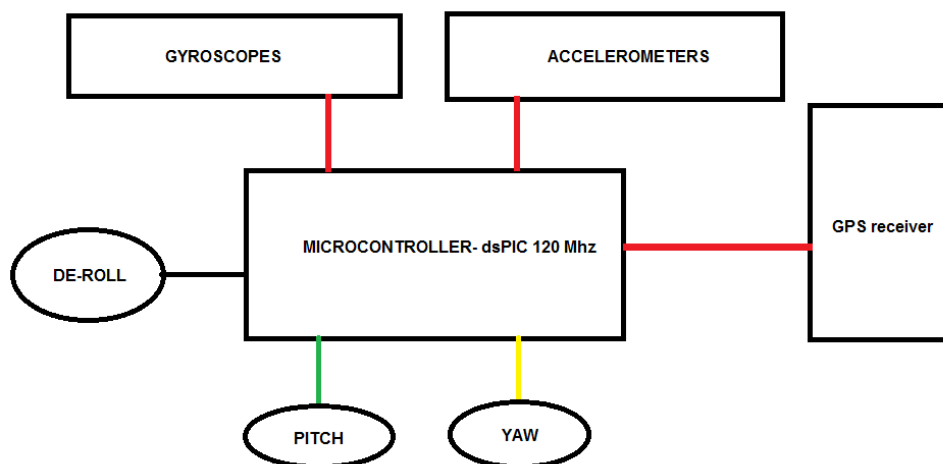 GYROSCOPES
ACCELEROMETERS
GPS receiver
MICROCONTROLLER- dsPIC 120 Mhz
DE-ROLL
PITCH
YAW